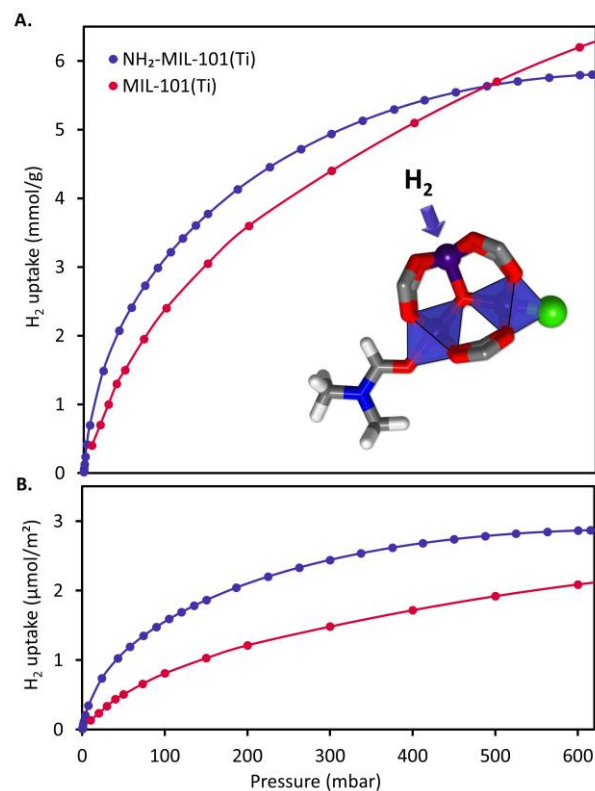 A.
NH₂-MIL-101(Ti)
MIL-101(Ti)
H₂ uptake (mmol/g)
6
5
4
3
2
1
0
H₂
B.
H₂ uptake (µmol/m²)
3
2
1
0
0 100 200 300 400 500 600
Pressure (mbar)